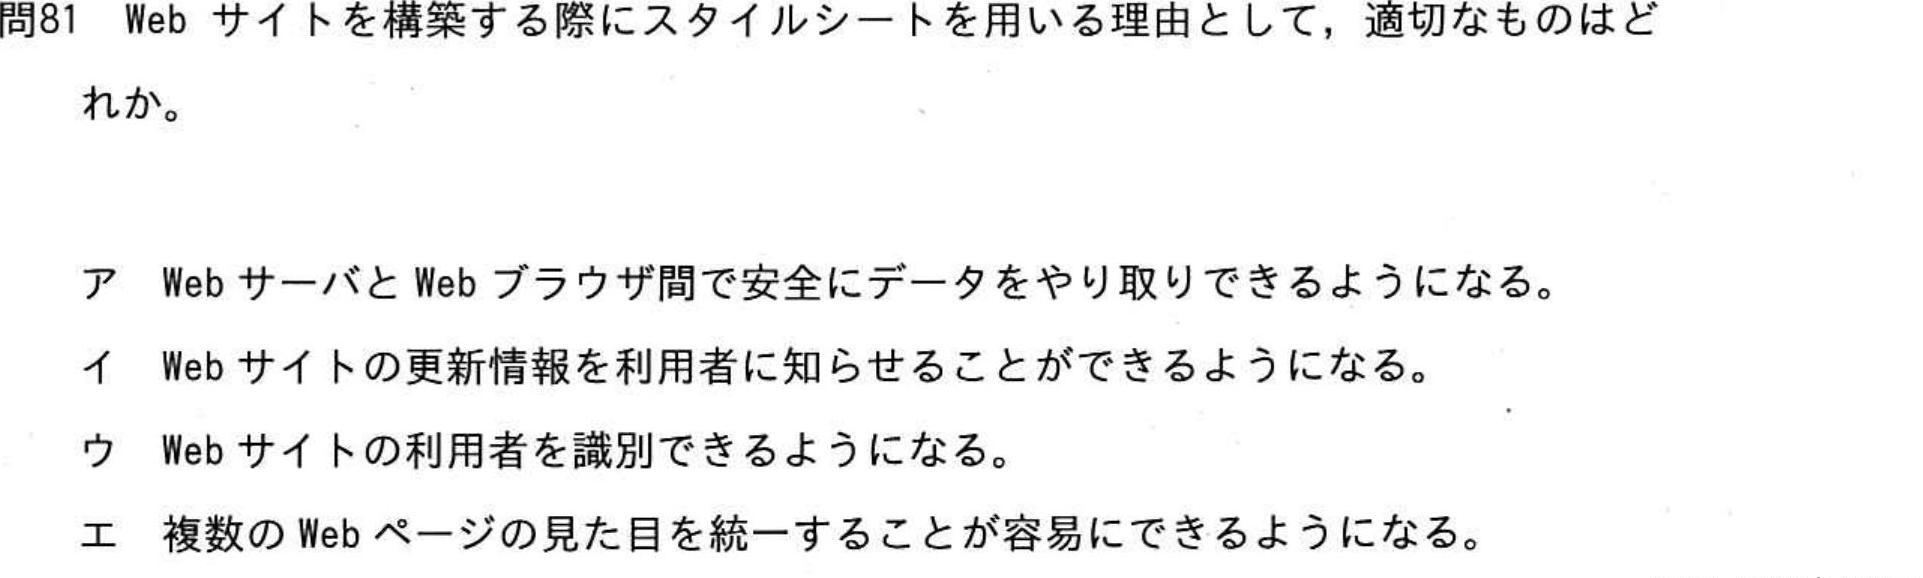 問81 Web サイトを構築する際にスタイルシートを用いる理由として，適切なものはど
れか。
ア Web サーバと Web ブラウザ間で安全にデータをやり取りできるようになる。
イ Web サイトの更新情報を利用者に知らせることができるようになる。
ウ Web サイトの利用者を識別できるようになる。
エ 複数の Web ページの見た目を統一することが容易にできるようになる。